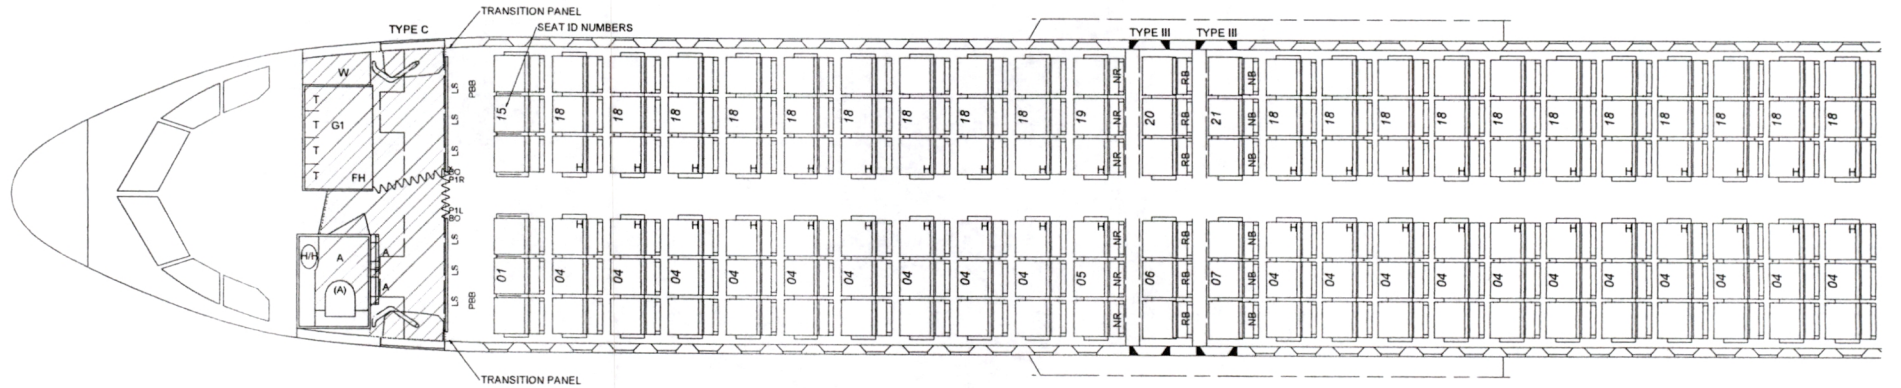 TRANSITION PANEL
TYPE C
SEAT ID NUMBERS
TYPE III TYPE III
W
LS PBB NR RB NB
T
T G1 LS 15 18 18 18 18 18 18 18 18 18 19 NR 20 RB 21 NB 18 18 18 18 18 18 18 18 18 18 18
T
T FH LS H H H H H H H H H H NR RB NB H H H H H H H H H H
BO
P1R
P1L
BO
LS H H H H H H H H H H NR RB NB H H H H H H H H H H
H/H A A
LS 01 04 04 04 04 04 04 04 04 04 05 NR 06 RB 07 NB 04 04 04 04 04 04 04 04 04 04 04
(A) A
LS PBB NR RB NB
TRANSITION PANEL